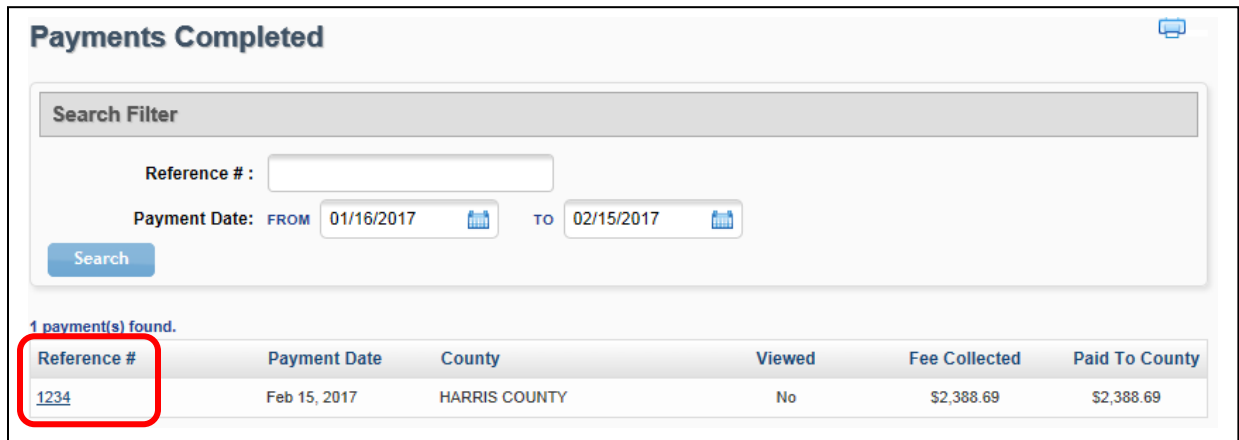 Payments Completed
Search Filter
Reference # :
Payment Date: FROM 01/16/2017 TO 02/15/2017
Search
1 payment(s) found.
Reference # Payment Date County Viewed Fee Collected Paid To County
1234 Feb 15, 2017 HARRIS COUNTY No $2,388.69 $2,388.69